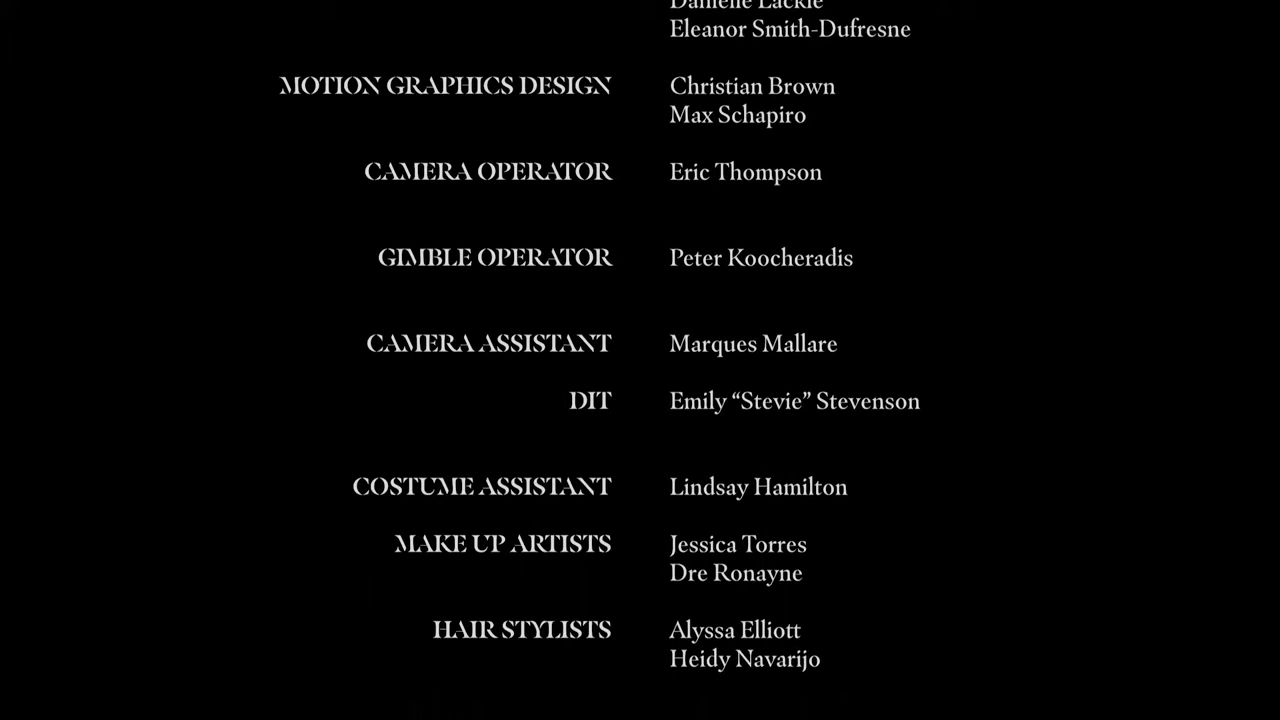 Danielle Lackie
Eleanor Smith-Dufresne
MOTION GRAPHICS DESIGN Christian Brown
Max Schapiro
CAMERA OPERATOR Eric Thompson
GIMBLE OPERATOR Peter Koocheradis
CAMERA ASSISTANT Marques Mallare
DIT Emily “Stevie” Stevenson
COSTUME ASSISTANT Lindsay Hamilton
MAKE UP ARTISTS Jessica Torres
Dre Ronayne
HAIR STYLISTS Alyssa Elliott
Heidy Navarijo